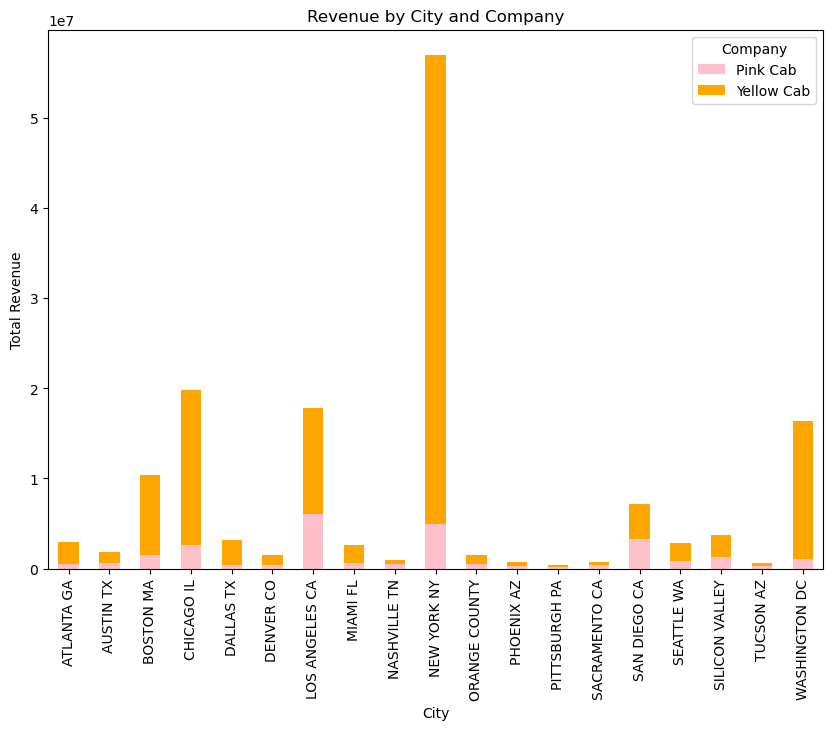 Revenue by City and Company
1e7
Company
Pink Cab
Yellow Cab
5
4
3
2
1
0
Total Revenue
ATLANTA GA
AUSTIN TX
BOSTON MA
CHICAGO IL
DALLAS TX
DENVER CO
LOS ANGELES CA
MIAMI FL
NASHVILLE TN
NEW YORK NY
ORANGE COUNTY
PHOENIX AZ
PITTSBURGH PA
SACRAMENTO CA
SAN DIEGO CA
SEATTLE WA
SILICON VALLEY
TUCSON AZ
WASHINGTON DC
City